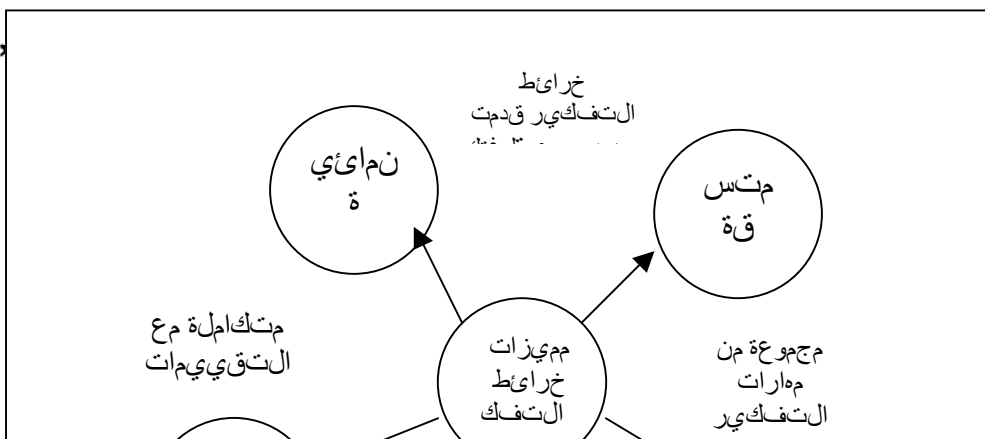 خرائط
التفكير قدمت
نمائي
ة
متس
قة
متكاملة مع
التقييمات
مميزات
خرائط
التفك
مجموعة من
مهارات
التفكير